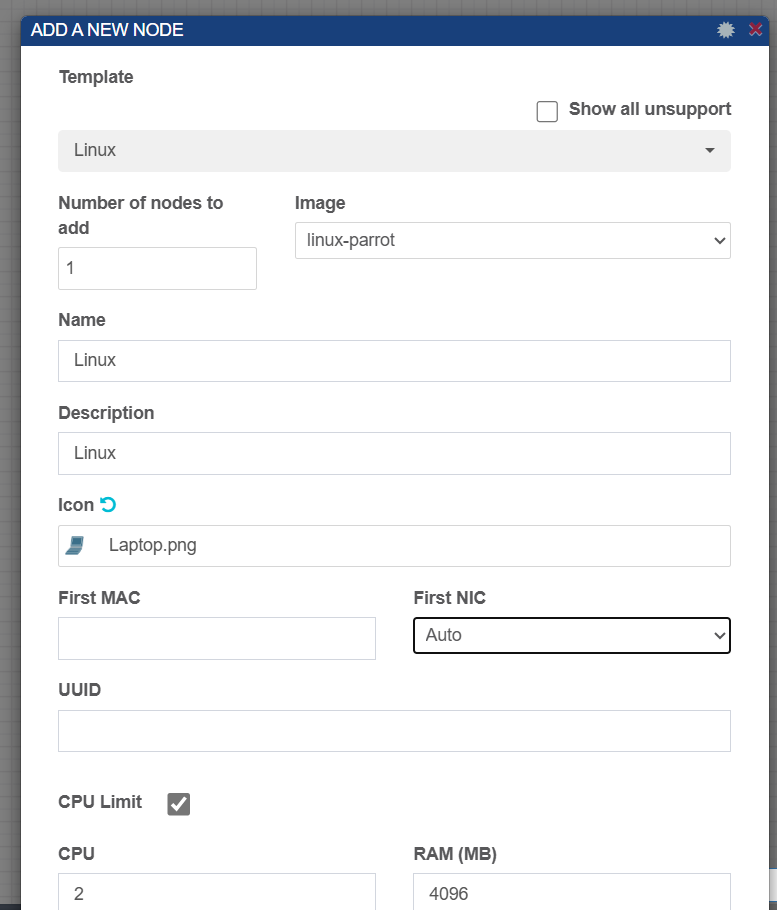 ADD A NEW NODE
Template
Show all unsupport
Linux
Number of nodes to
add
Image
1
linux-parrot
Name
Linux
Description
Linux
Icon
Laptop.png
First MAC
First NIC
Auto
UUID
CPU Limit
CPU
RAM (MB)
2
4096